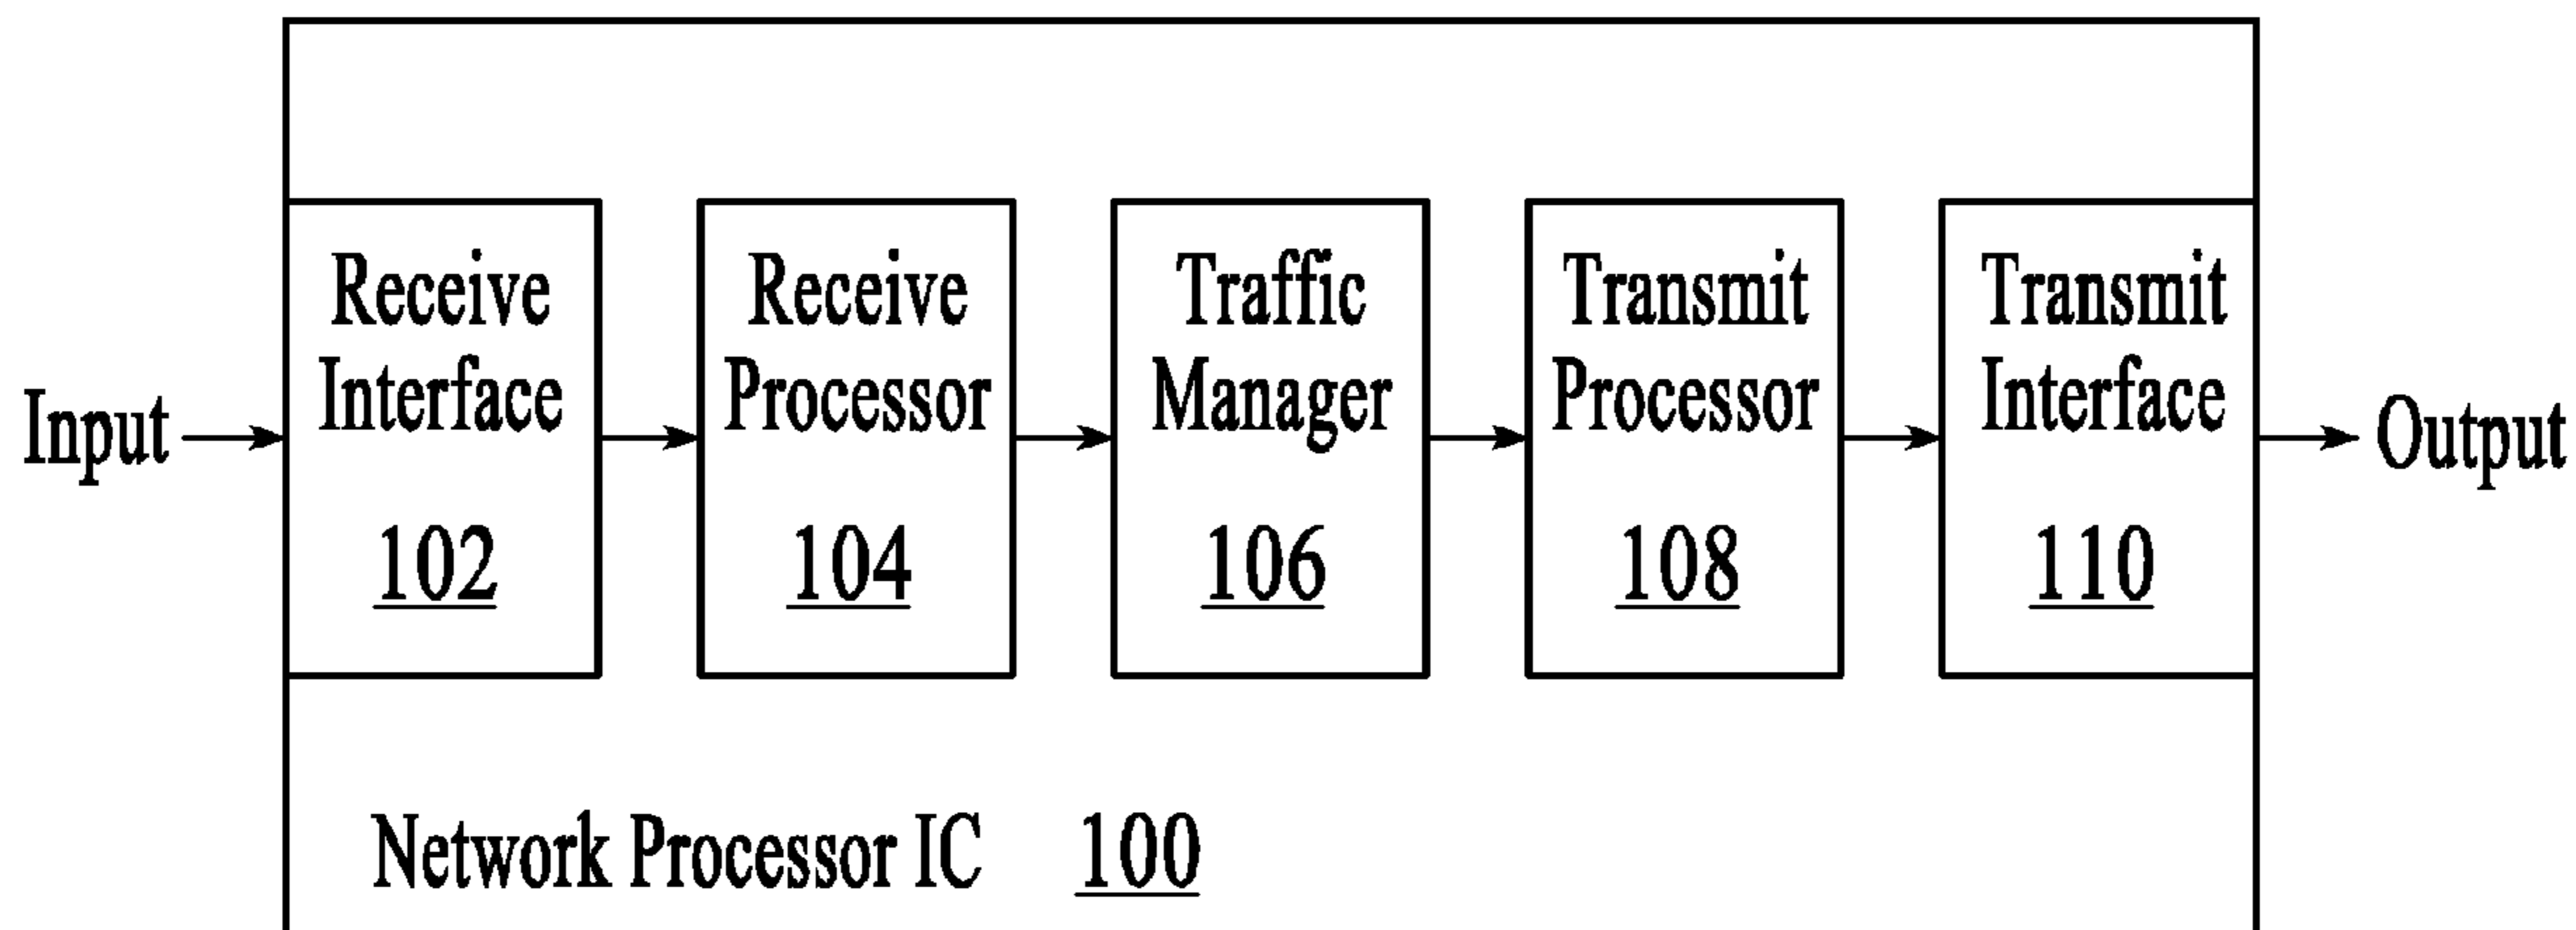 Input
Receive
Interface
102
Receive
Processor
104
Traffic
Manager
106
Transmit
Processor
108
Transmit
Interface
110
Output
Network Processor IC 100